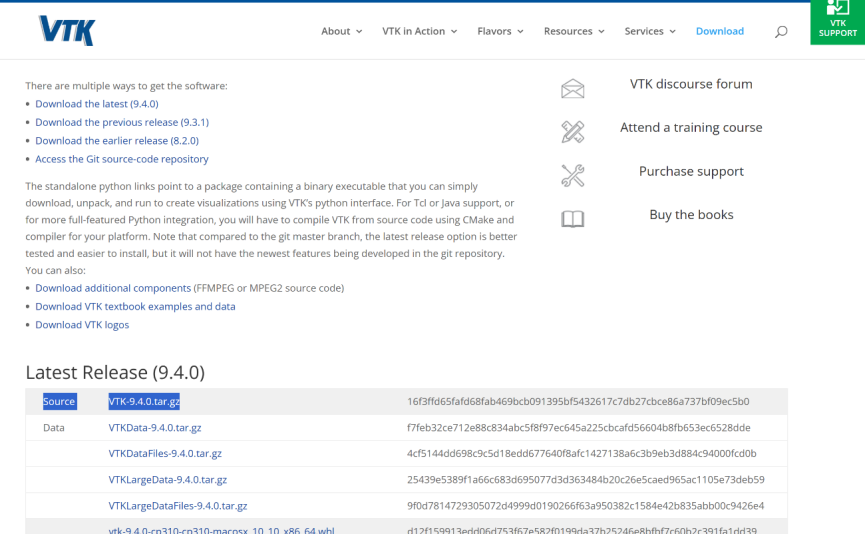 VTK
About
VTK in Action
Flavors
Resources
Services
Download
VTK
SUPPORT
There are multiple ways to get the software:
• Download the latest (9.4.0)
• Download the previous release (9.3.1)
• Download the earlier release (8.2.0)
• Access the Git source-code repository
The standalone python links point to a package containing a binary executable that you can simply
download, unpack, and run to create visualizations using VTK's python interface. For Tcl or Java support, or
for more full-featured Python integration, you will have to compile VTK from source code using CMake and
compiler for your platform. Note that compared to the git master branch, the latest release option is better
tested and easier to install, but it will not have the newest features being developed in the git repository.
You can also:
• Download additional components (FFMPEG or MPEG2 source code)
• Download VTK textbook examples and data
• Download VTK logos
VTK discourse forum
Attend a training course
Purchase support
Buy the books
Latest Release (9.4.0)
Source VTK-9.4.0.tar.gz 16f3ffd65fafd68fab469bcb091395bf5432617c7db27cbce86a737bf09ec5b0
Data VTKData-9.4.0.tar.gz f7feb32ce712e88c834abc5f8f97ec645a225cbcafd56604b8fb653ec6528dde
VTKDataFiles-9.4.0.tar.gz 4cf5144dd698c9c5d18edd677640f8afc1427138a6c3b9eb3d884c94000fcd0b
VTKLargeData-9.4.0.tar.gz 25439e5389f1a66c683d695077d3d363484b20c26e5caed965ac1105e73deb59
VTKLargeDataFiles-9.4.0.tar.gz 9f0d7814729305072d4999d0190266f63a950382c1584e42b835abb00c9426e4
vtk-9.4.0-cp310-cp310-macosx_10_10_x86_64.whl d12f159913edd06d753f67e582f0199da37b25246e8bfbf7c60b2c391fa1dd39